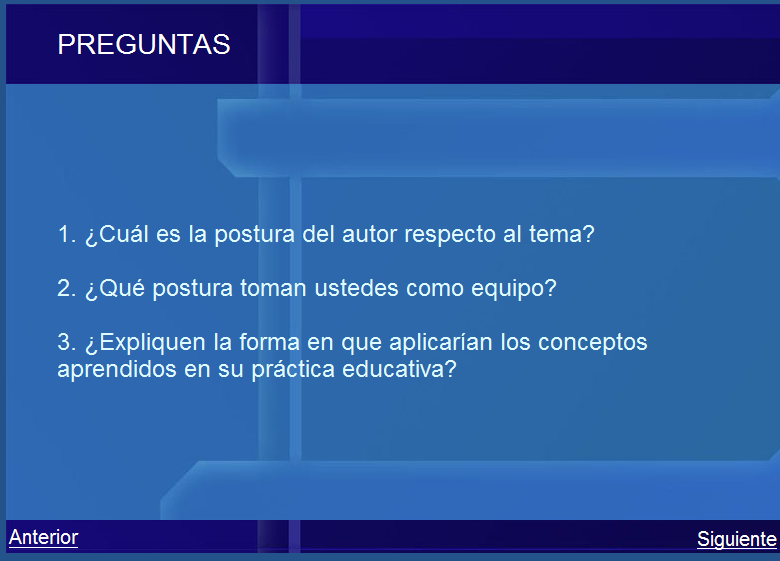 PREGUNTAS
1. ¿Cuál es la postura del autor respecto al tema?
2. ¿Qué postura toman ustedes como equipo?
3. ¿Expliquen la forma en que aplicarían los conceptos
aprendidos en su práctica educativa?
Anterior
Siguiente